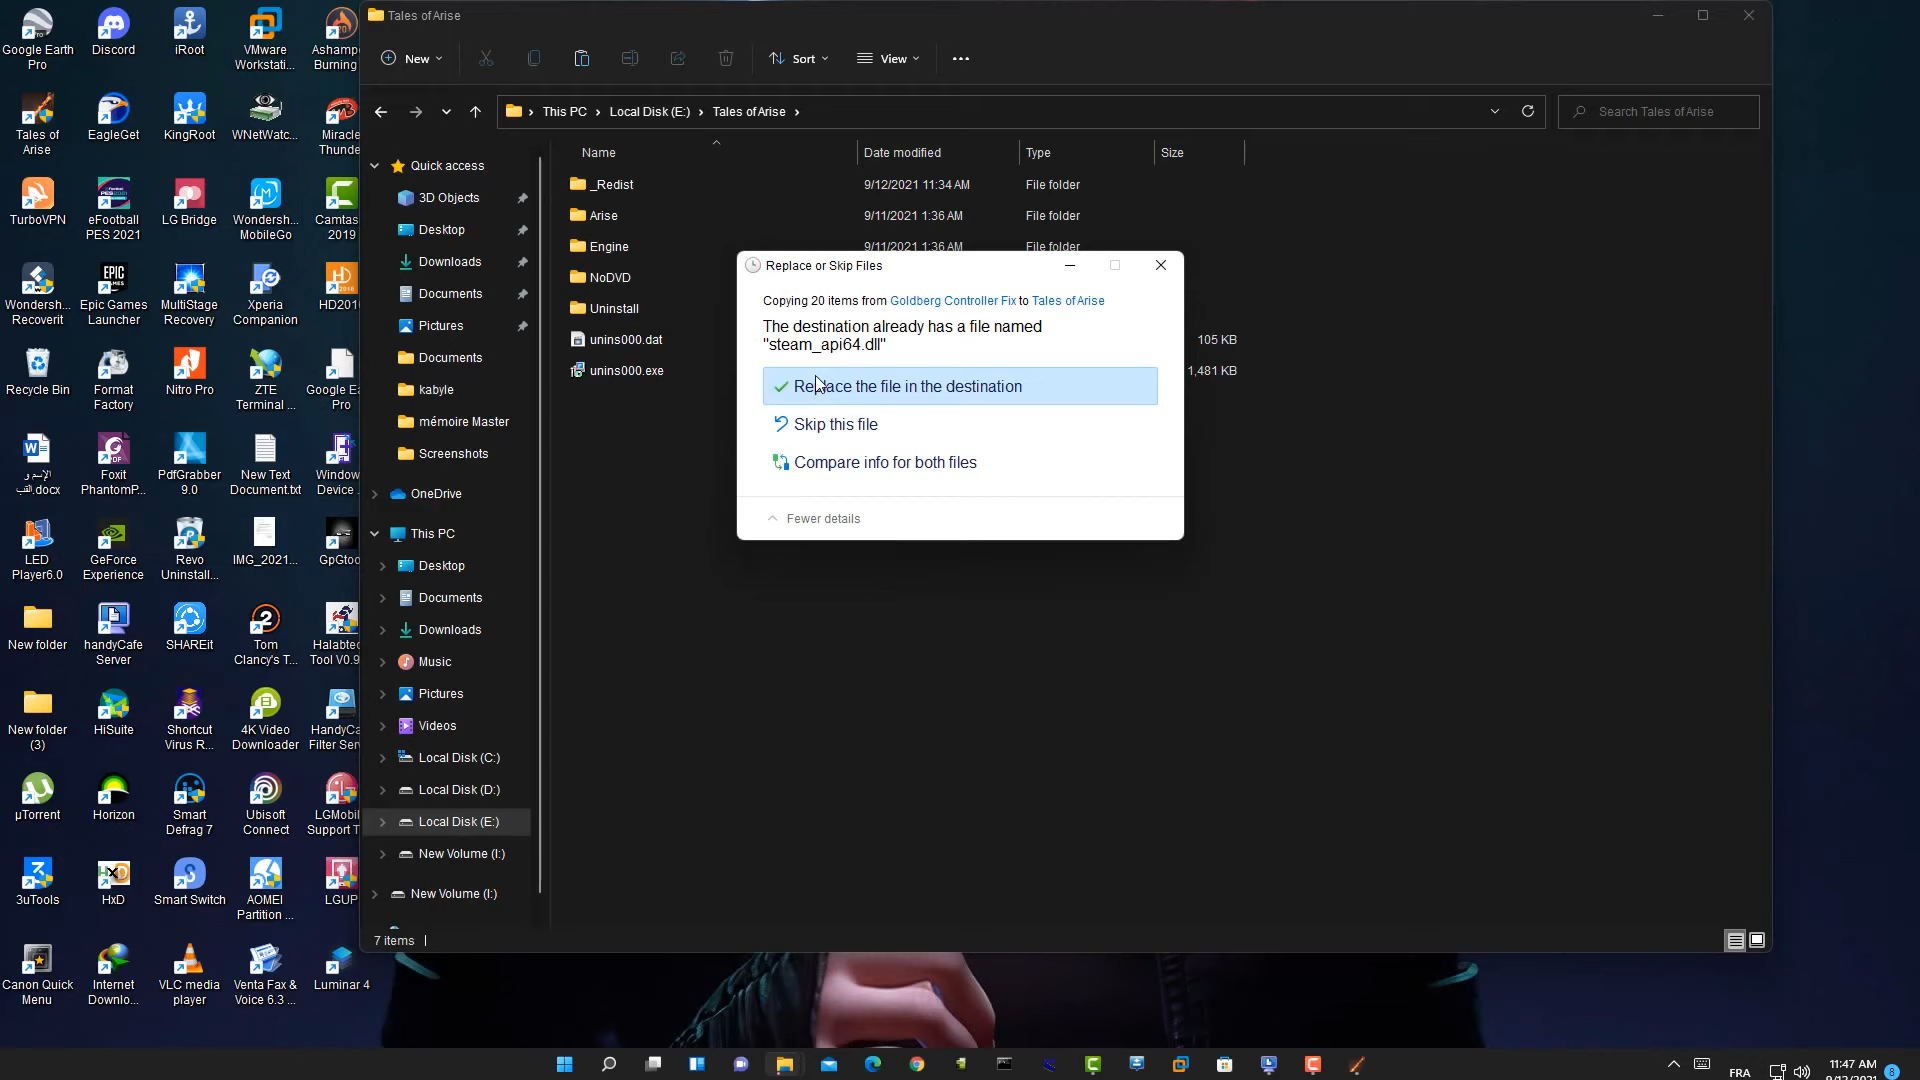 Google Earth
Pro
Discord
iRoot
VMware
Workstati...
Ashamp
Burning
Tales of
Arise
EagleGet
KingRoot
WNetWatc...
Miracle
Thunde
TurboVPN
eFootball
PES 2021
LG Bridge
Wondersh...
MobileGo
Camtas
2019
Wondersh...
Recoverit
Epic Games
Launcher
MultiStage
Recovery
Xperia
Companion
HD2010
Recycle Bin
Format
Factory
Nitro Pro
ZTE
Terminal ...
Google Ea
Pro
الإسم و
القب.docx
Foxit
PhantomP...
PdfGrabber
9.0
New Text
Document.txt
Window
Device
LED
Player6.0
GeForce
Experience
Revo
Uninstall...
IMG_2021...
GpGtoo
New folder
handyCafe
Server
SHAREit
Tom
Clancy's T...
Halabtec
Tool V0.9
New folder
(3)
HiSuite
Shortcut
Virus R...
4K Video
Downloader
HandyCa
Filter Serv
µTorrent
Horizon
Smart
Defrag 7
Ubisoft
Connect
LGMobil
Support T
3uTools
HxD
Smart Switch
AOMEI
Partition ...
LGUP
Canon Quick
Menu
Internet
Downlo...
VLC media
player
Venta Fax &
Voice 6.3 ...
Luminar 4
Tales of Arise
New
Sort
View
This PC > Local Disk (E:) > Tales of Arise >
Search Tales of Arise
Quick access
3D Objects
Desktop
Downloads
Documents
Pictures
Documents
kabyle
mémoire Master
Screenshots
OneDrive
This PC
Desktop
Documents
Downloads
Music
Pictures
Videos
Local Disk (C:)
Local Disk (D:)
Local Disk (E:)
New Volume (I:)
New Volume (I:)
Name Date modified Type Size
_Redist 9/12/2021 11:34 AM File folder
Arise 9/11/2021 1:36 AM File folder
Engine 9/11/2021 1:36 AM File folder
NoDVD
Uninstall
unins000.dat 105 KB
unins000.exe 1,481 KB
Replace or Skip Files
Copying 20 items from Goldberg Controller Fix to Tales of Arise
The destination already has a file named
"steam_api64.dll"
Replace the file in the destination
Skip this file
Compare info for both files
Fewer details
7 items
FRA
11:47 AM
9/12/2021
8